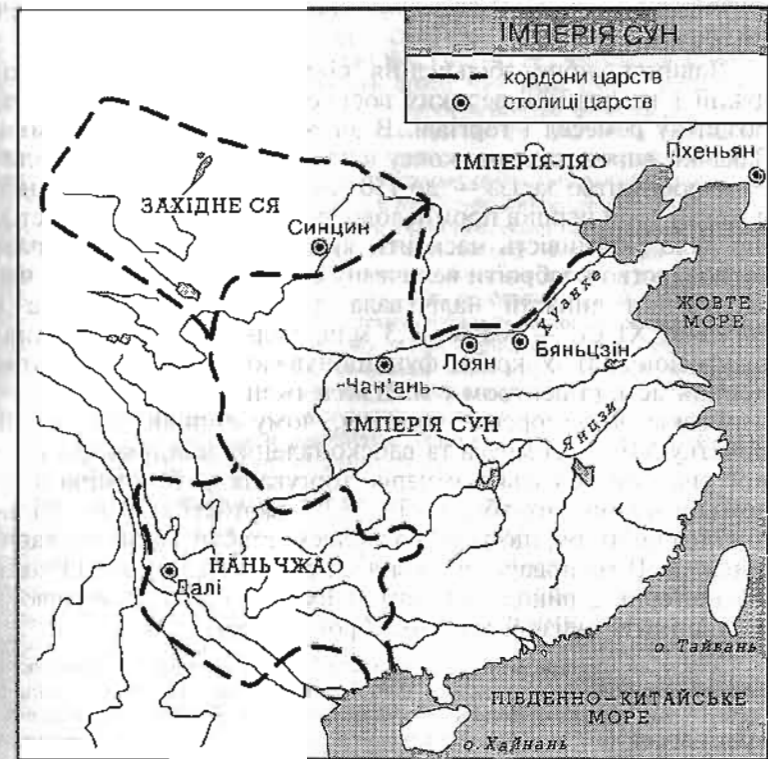 ІМПЕРІЯ СУН
кордони царств
столиці царств
Пхеньян
ІМПЕРІЯ-ЛЯО
ЗАХІДНЕ СЯ
Синцин
Хуанхе
ЖОВТЕ
МОРЕ
Лоян
Бяньцзін
Чан'ань
ІМПЕРІЯ СУН
Янцзи
НАНЬЧЖАО
Далі
о. Тайвань
ПІВДЕННО-КИТАЙСЬКЕ
МОРЕ
о. Хайнань